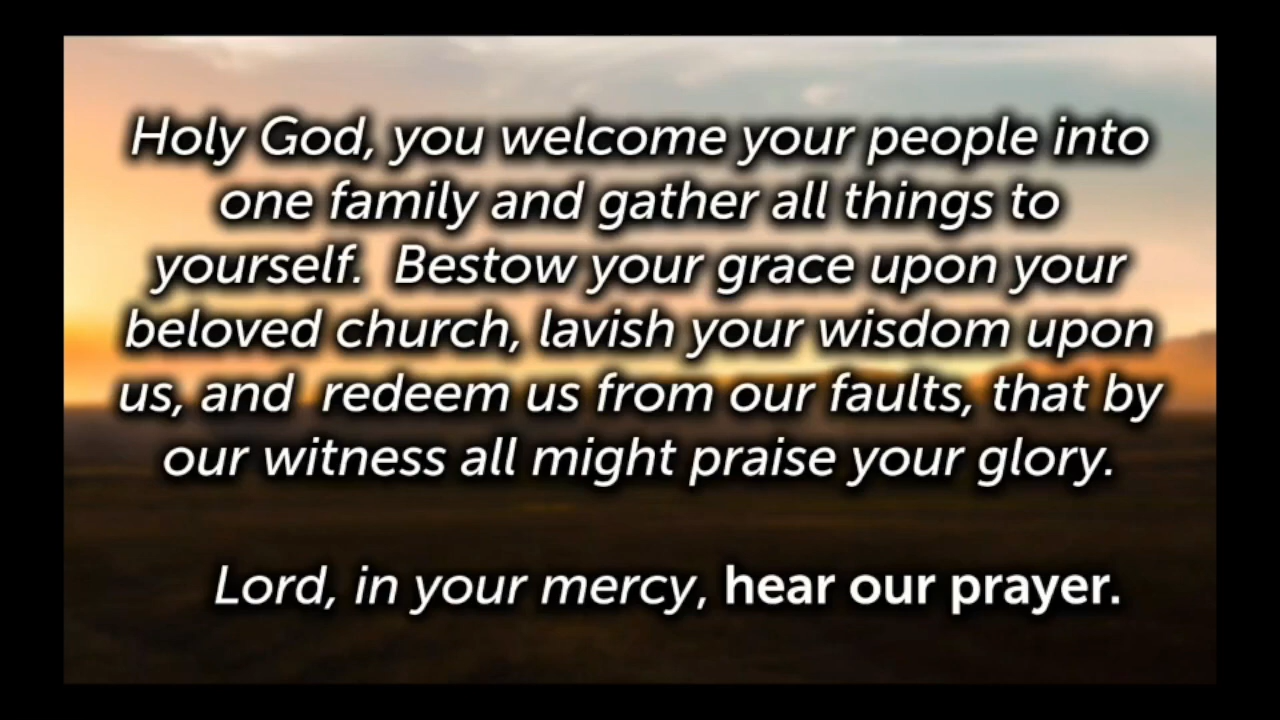 Holy God, you welcome your people into
one family and gather all things to
yourself.  Bestow your grace upon your
beloved church, lavish your wisdom upon
us, and  redeem us from our faults, that by
our witness all might praise your glory.
Lord, in your mercy, hear our prayer.